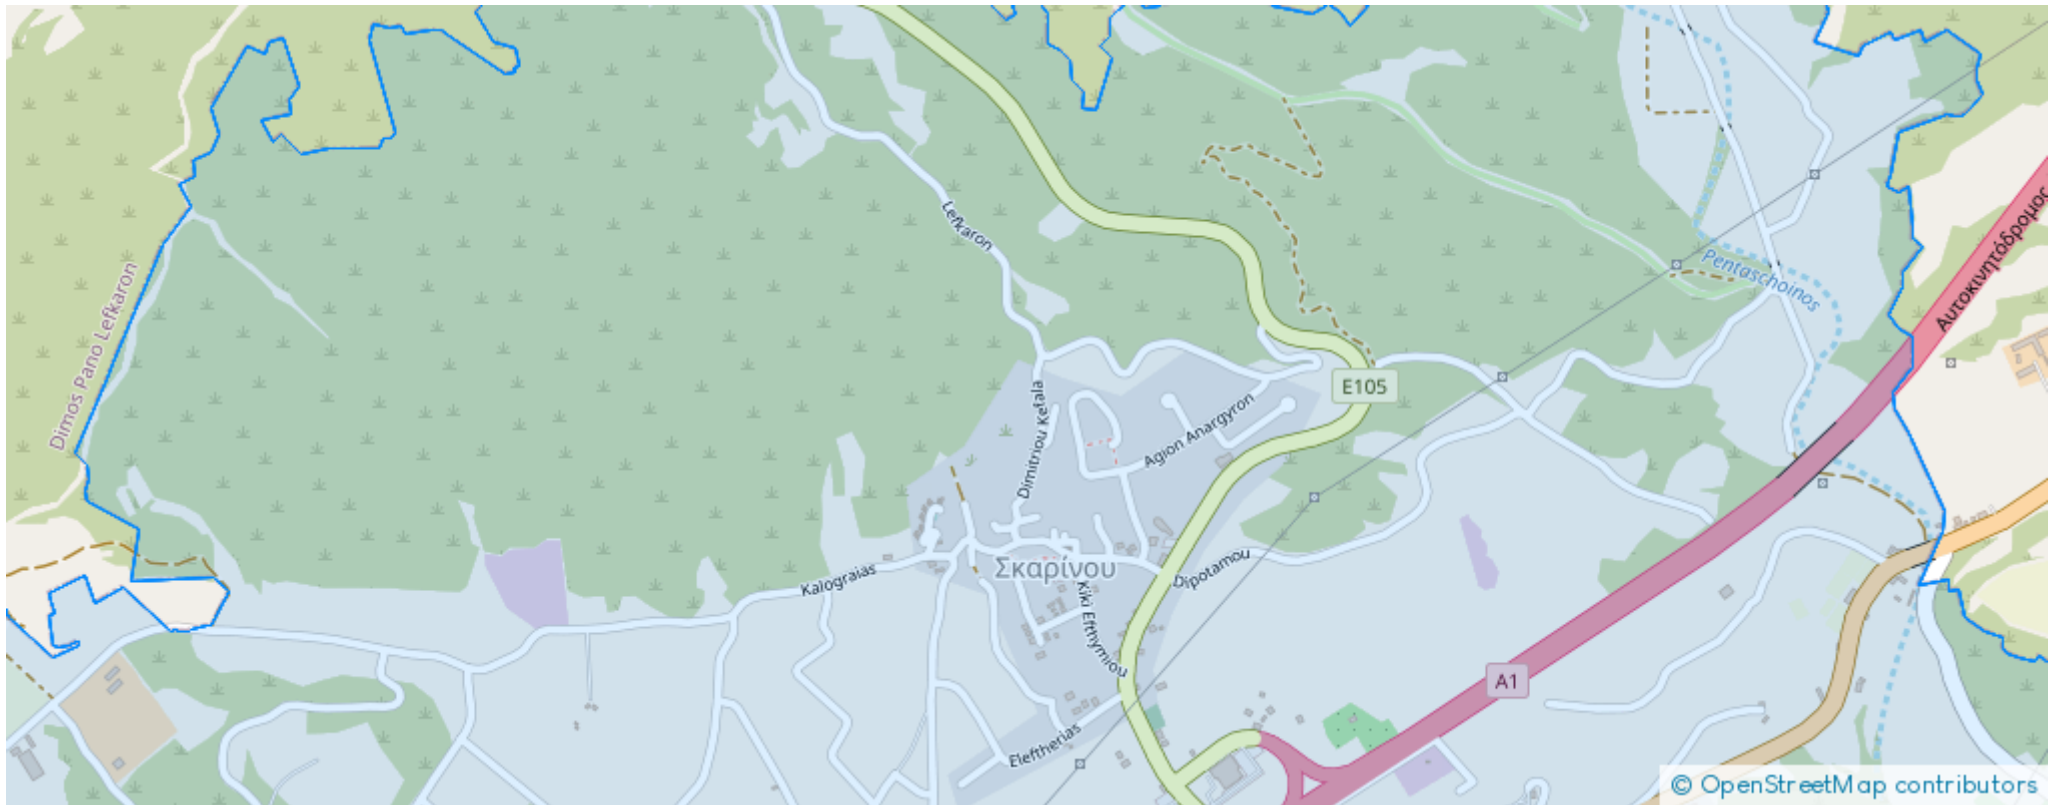 Lefkaron
Pentaschoinos
Αυτοκινητόδρομος
Dimos Pano Lefkaron
E105
Dimitriou Kefala
Agion Anargyron
Σκαρίνου
Dipotamou
Kalograias
Kiki Efthymiou
A1
Eleftherias
© OpenStreetMap contributors